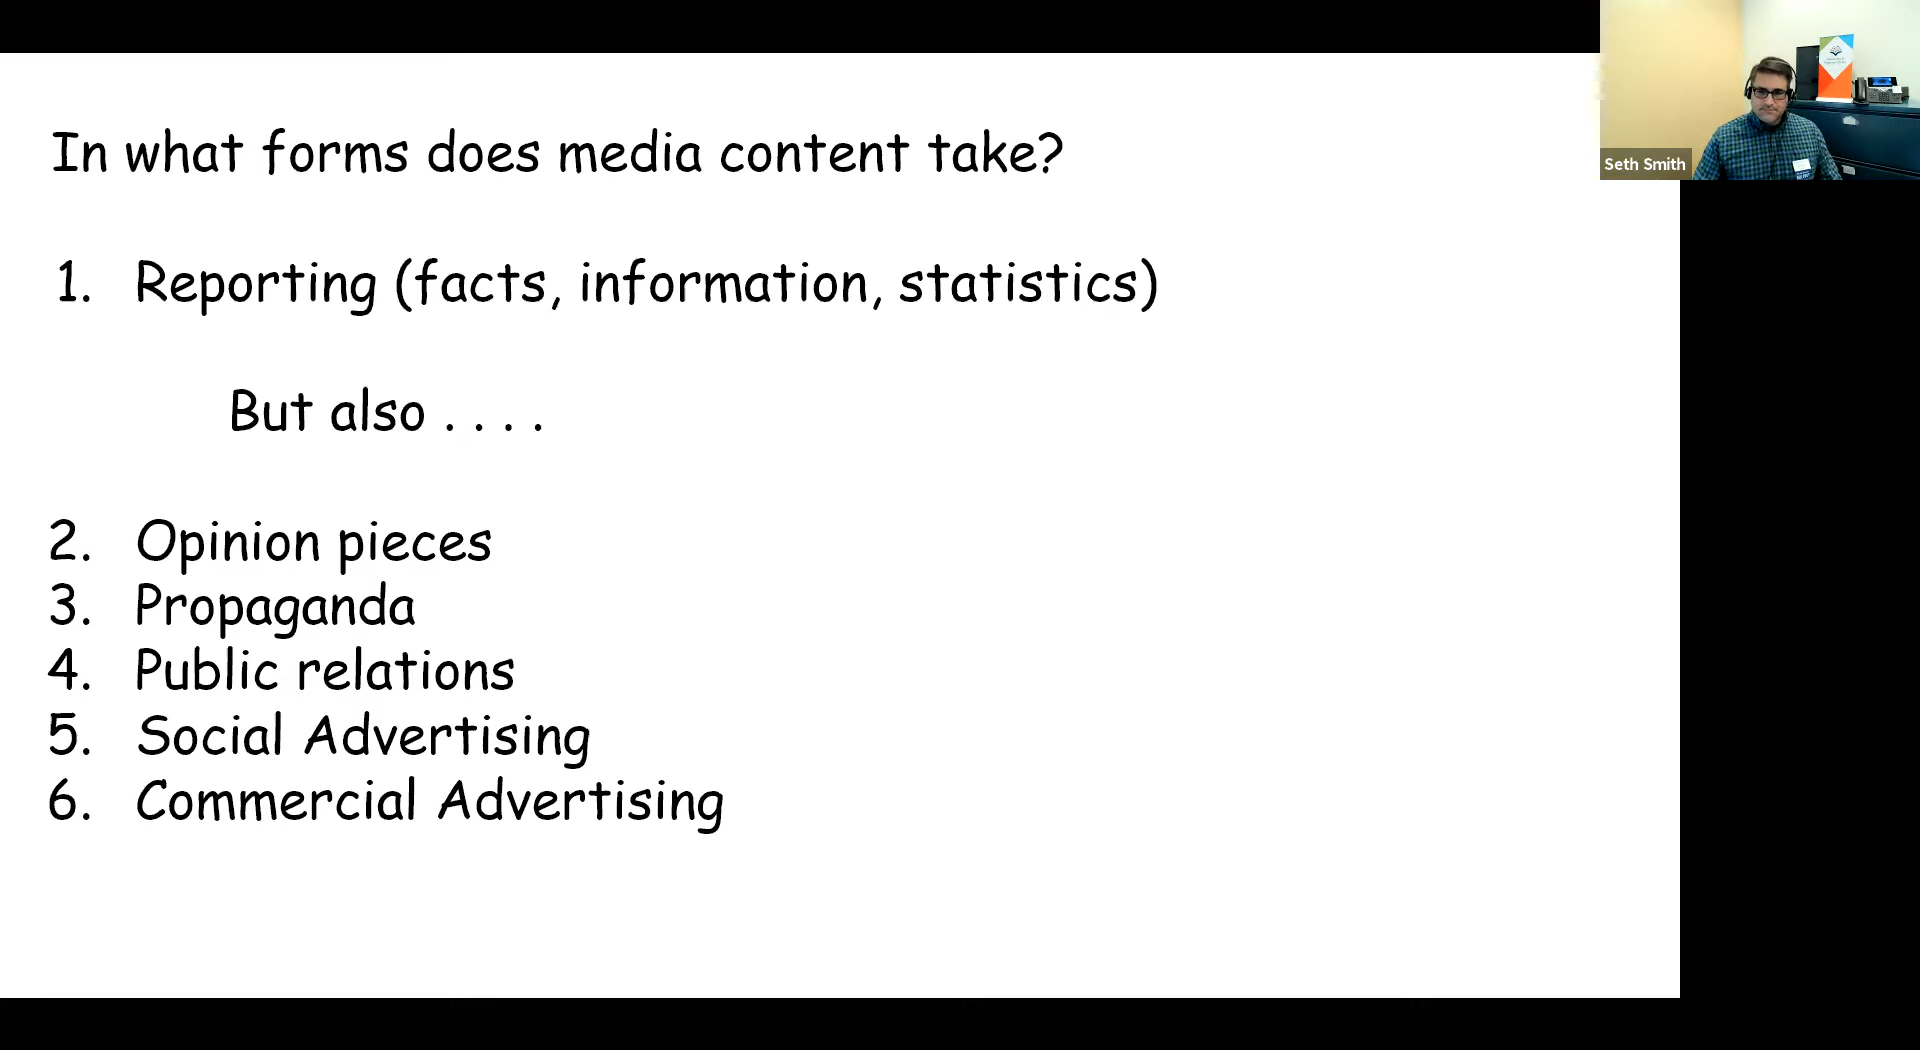 In what forms does media content take?
1. Reporting (facts, information, statistics)
But also . . . .
2. Opinion pieces
3. Propaganda
4. Public relations
5. Social Advertising
6. Commercial Advertising
Seth Smith